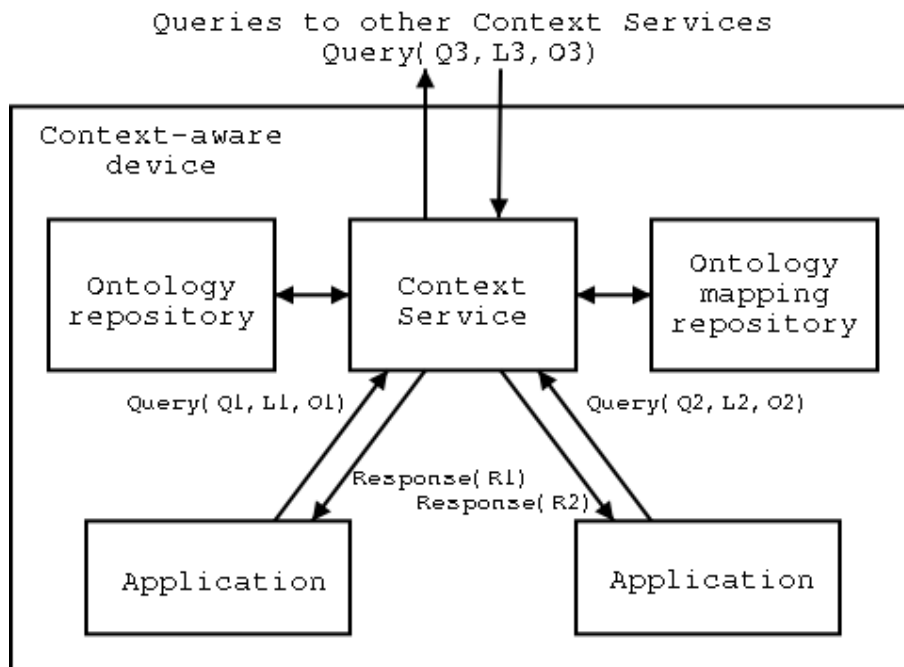 Queries to other Context Services
Query( Q3, L3, O3)
Context-aware
device
Ontology
repository
Context
Service
Ontology
mapping
repository
Query( Q1, L1, O1)
Query( Q2, L2, O2)
Response( R1)
Response( R2)
Application
Application